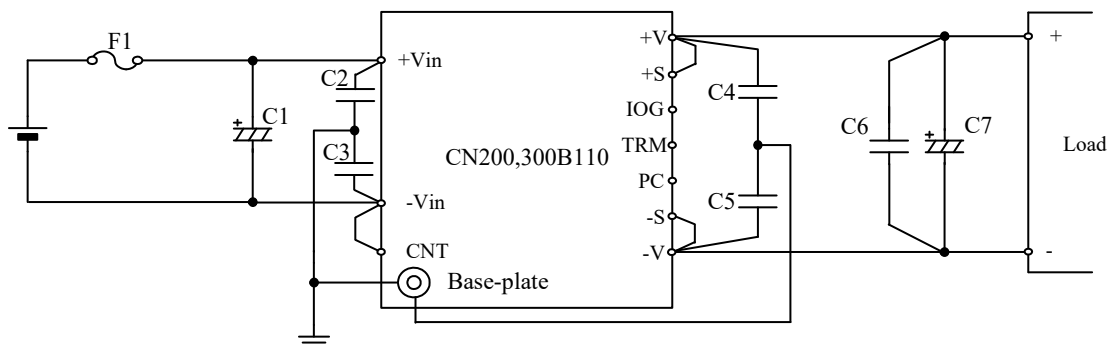 F1
+
C1
+Vin
C2
C3
-Vin
CNT
Base-plate
CN200,300B110
+V
+S
IOG
TRM
PC
-S
-V
C4
C5
C6
+
C7
+
Load
-